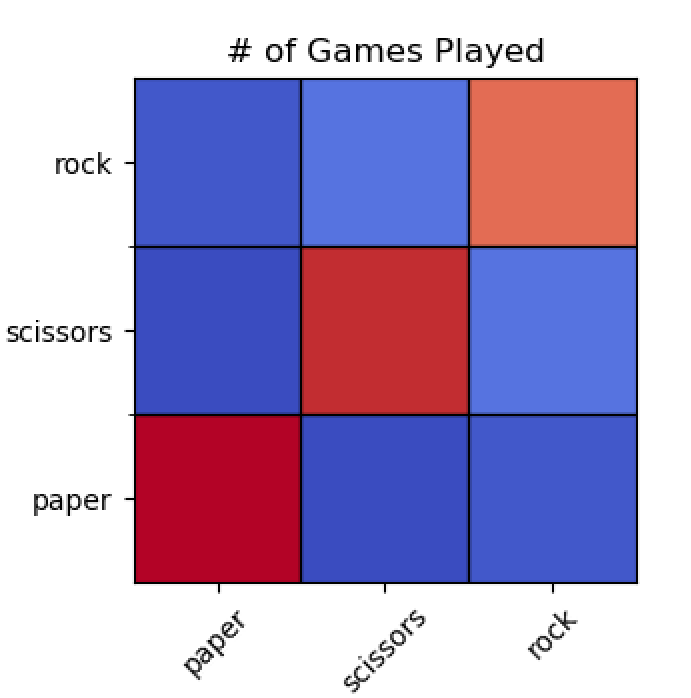 # of Games Played
rock
scissors
paper
paper
scissors
rock